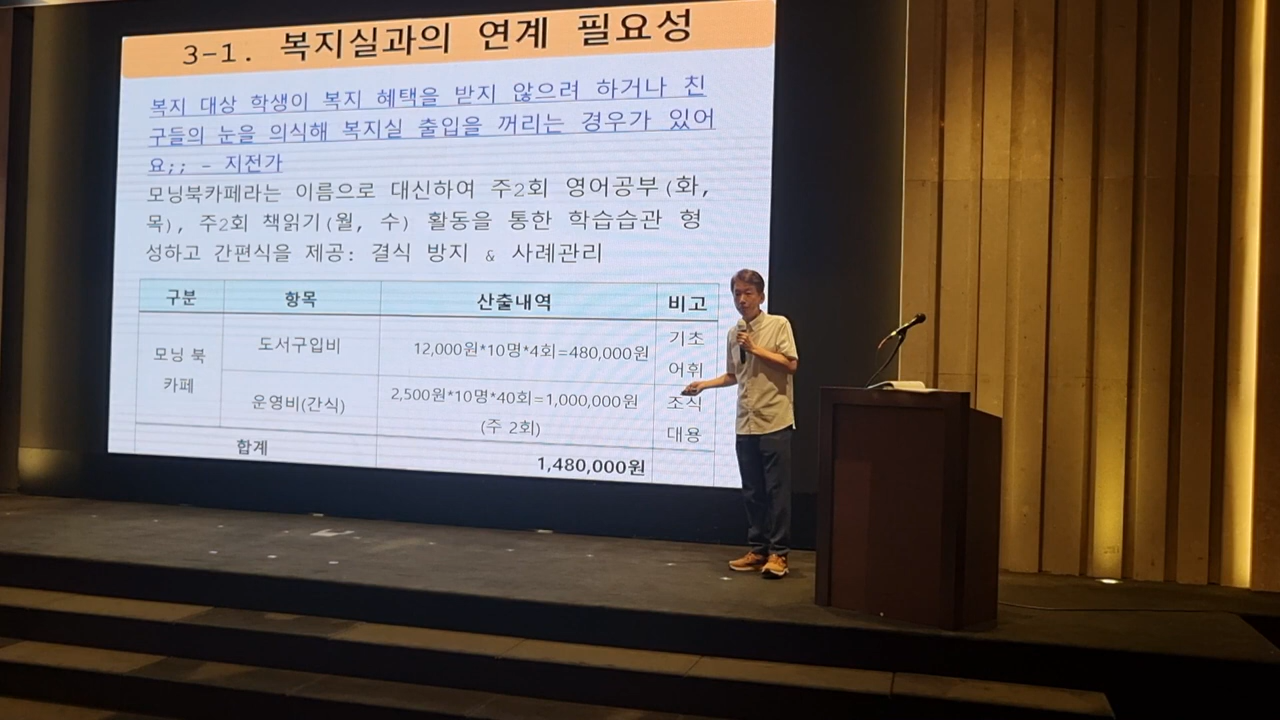 3-1. 복지실과의 연계 필요성
복지 대상 학생이 복지 혜택을 받지 않으려 하거나 친
구들의 눈을 의식해 복지실 출입을 꺼리는 경우가 있어
요;; - 지전가
모닝북카페라는 이름으로 대신하여 주2회 영어공부(화,
목), 주2회 책읽기(월, 수) 활동을 통한 학습습관 형
성하고 간편식을 제공: 결식 방지 & 사례관리
구분 항목 산출내역 비고
모닝 북
카페
도서구입비 12,000원*10명*4회=480,000원
기초
어휘
운영비(간식)
2,500원*10명*40회=1,000,000원
(주 2회)
조식
대용
합계 1,480,000원